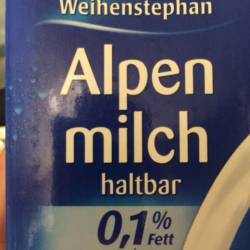 Weihenstephan
Alpen
milch
haltbar
0,1% Fett